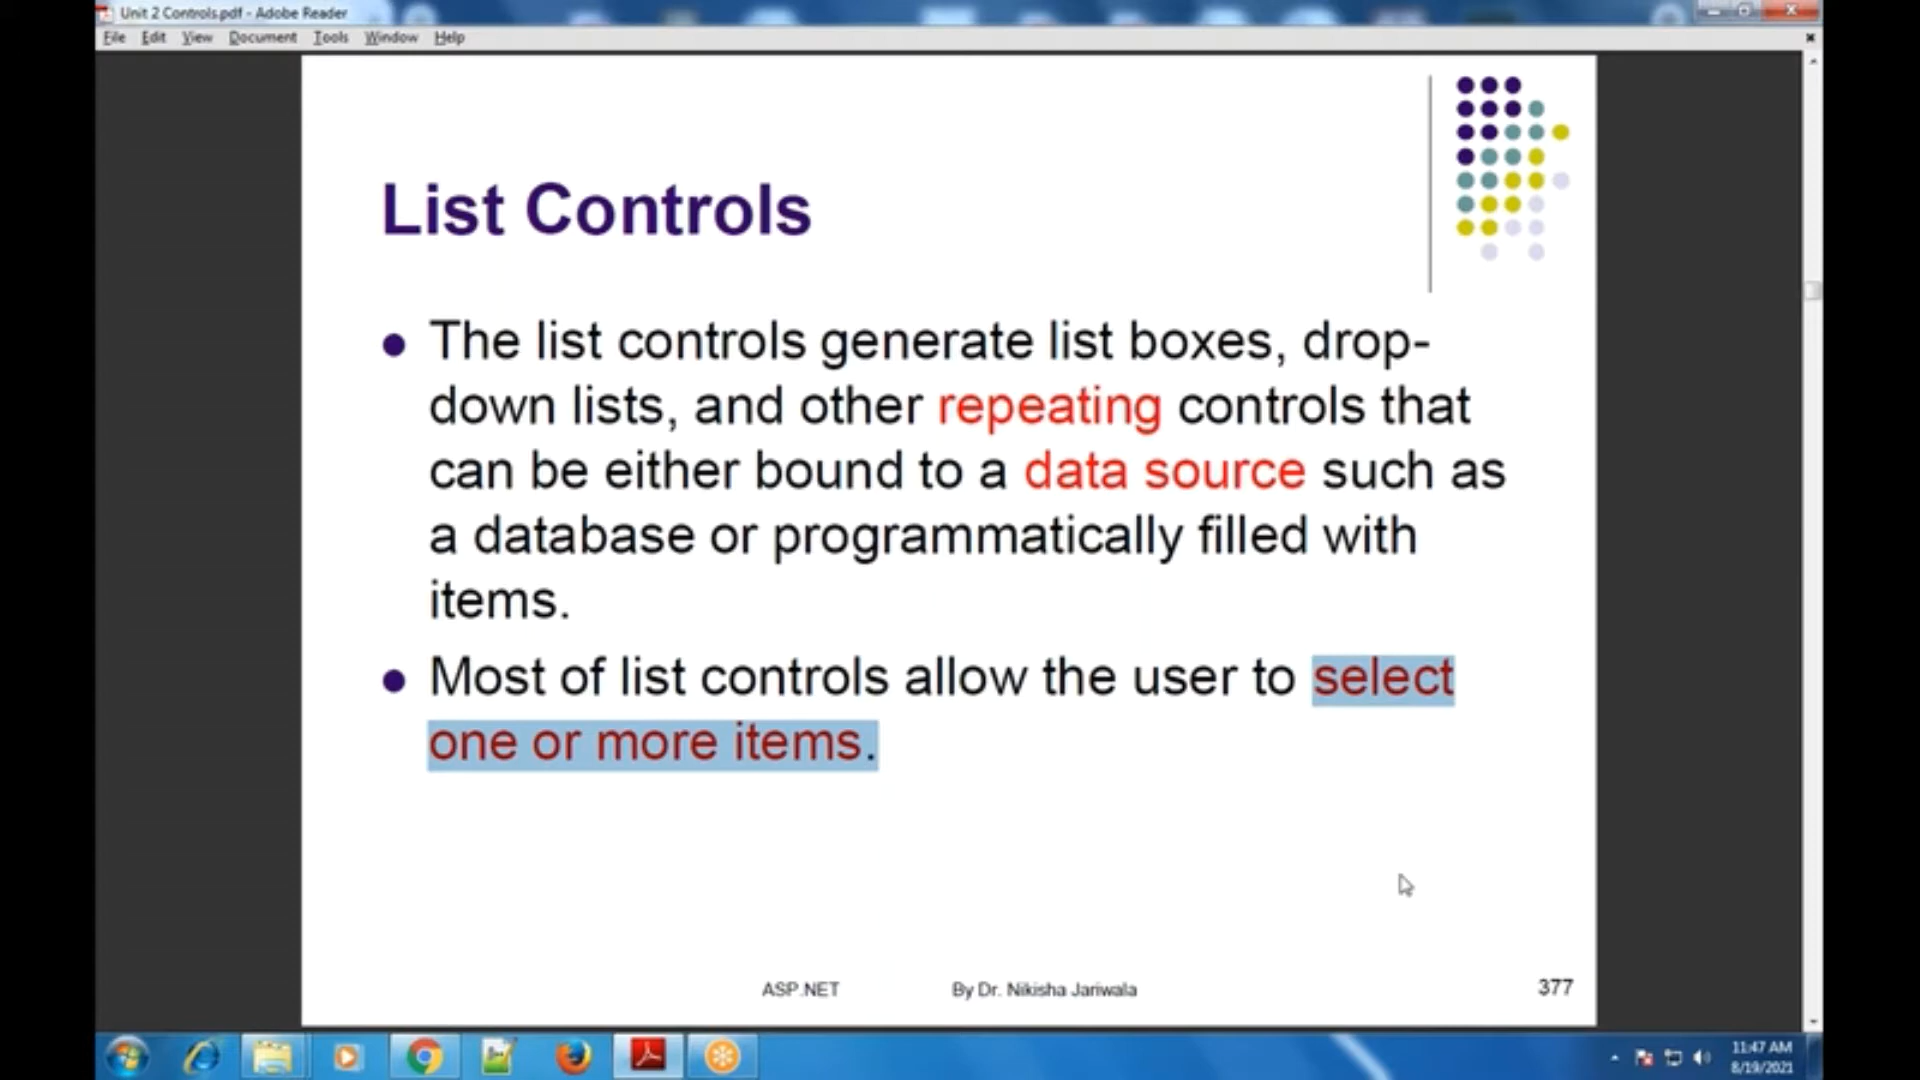 Unit 2 Controls.pdf - Adobe Reader
File Edit View Document Tools Window Help
List Controls
The list controls generate list boxes, drop-
down lists, and other repeating controls that
can be either bound to a data source such as
a database or programmatically filled with
items.
Most of list controls allow the user to select
one or more items.
ASP.NET By Dr. Nikisha Jariwala 377
11:47 AM
8/19/2021